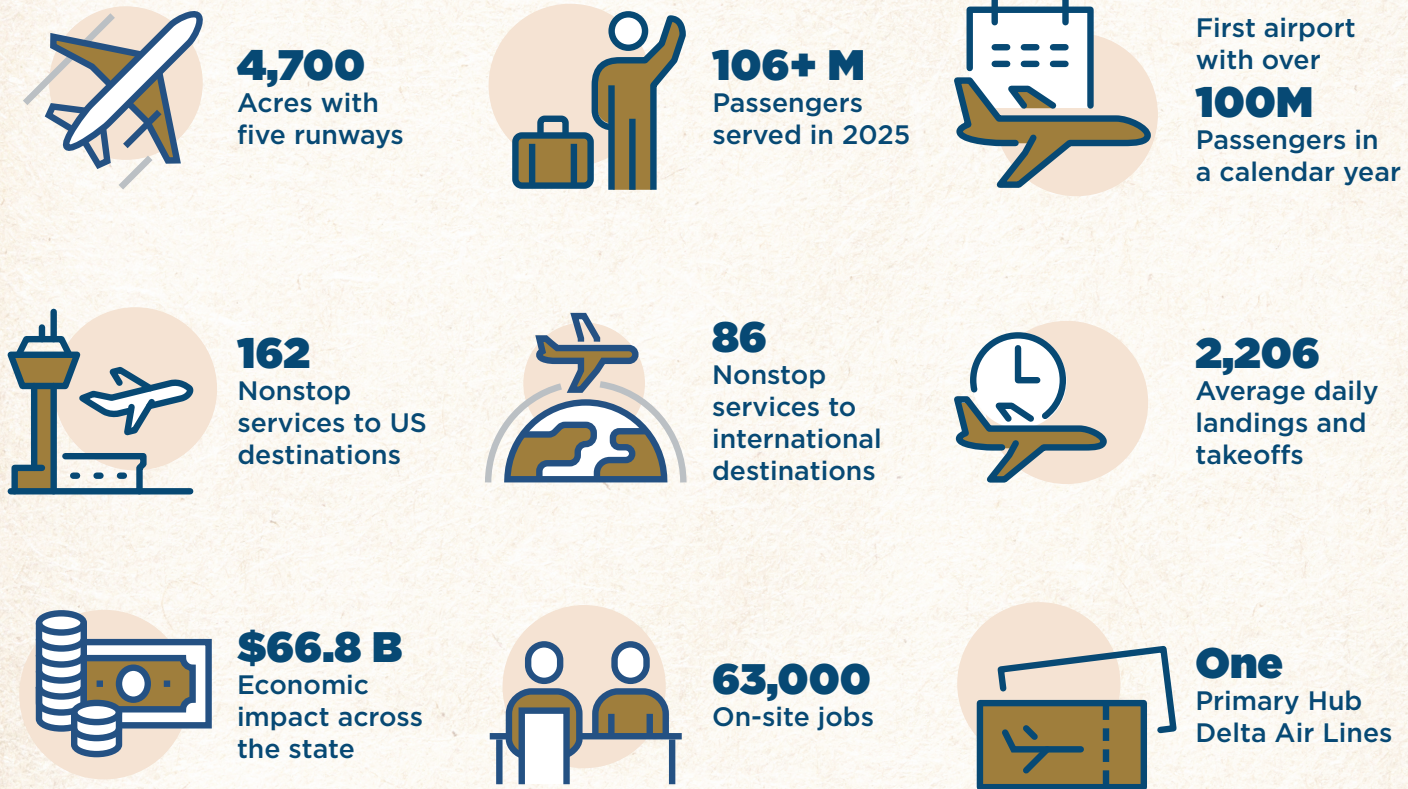 4,700
Acres with
five runways
106+ M
Passengers
served in 2025
First airport
with over
100M
Passengers in
a calendar year
162
Nonstop
services to US
destinations
86
Nonstop
services to
international
destinations
2,206
Average daily
landings and
takeoffs
$66.8 B
Economic
impact across
the state
63,000
On-site jobs
One
Primary Hub
Delta Air Lines